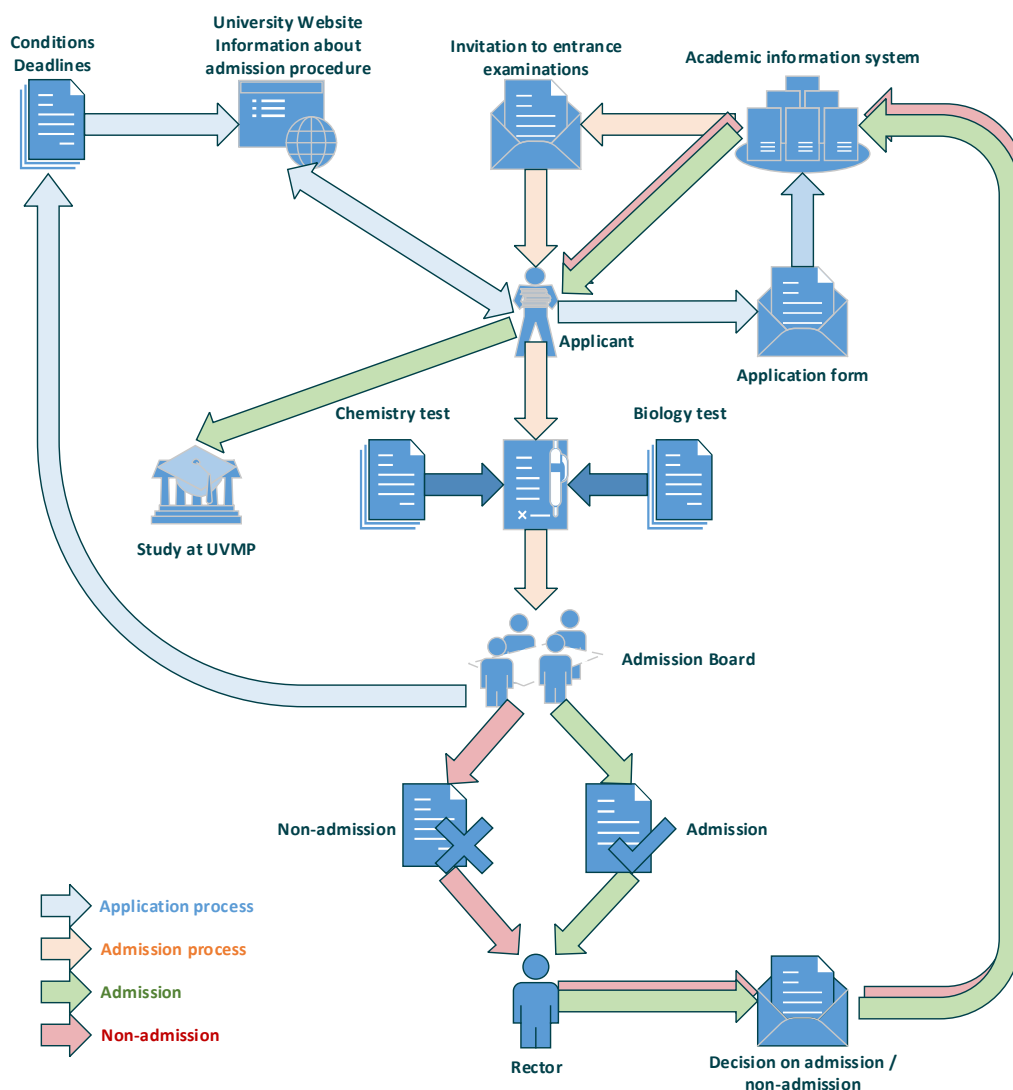 Conditions
Deadlines
University Website
Information about
admission procedure
Invitation to entrance
examinations
Academic information system
Applicant
Application form
Chemistry test
Biology test
Study at UVMP
Admission Board
Non-admission
Admission
Application process
Admission process
Admission
Non-admission
Rector
Decision on admission /
non-admission